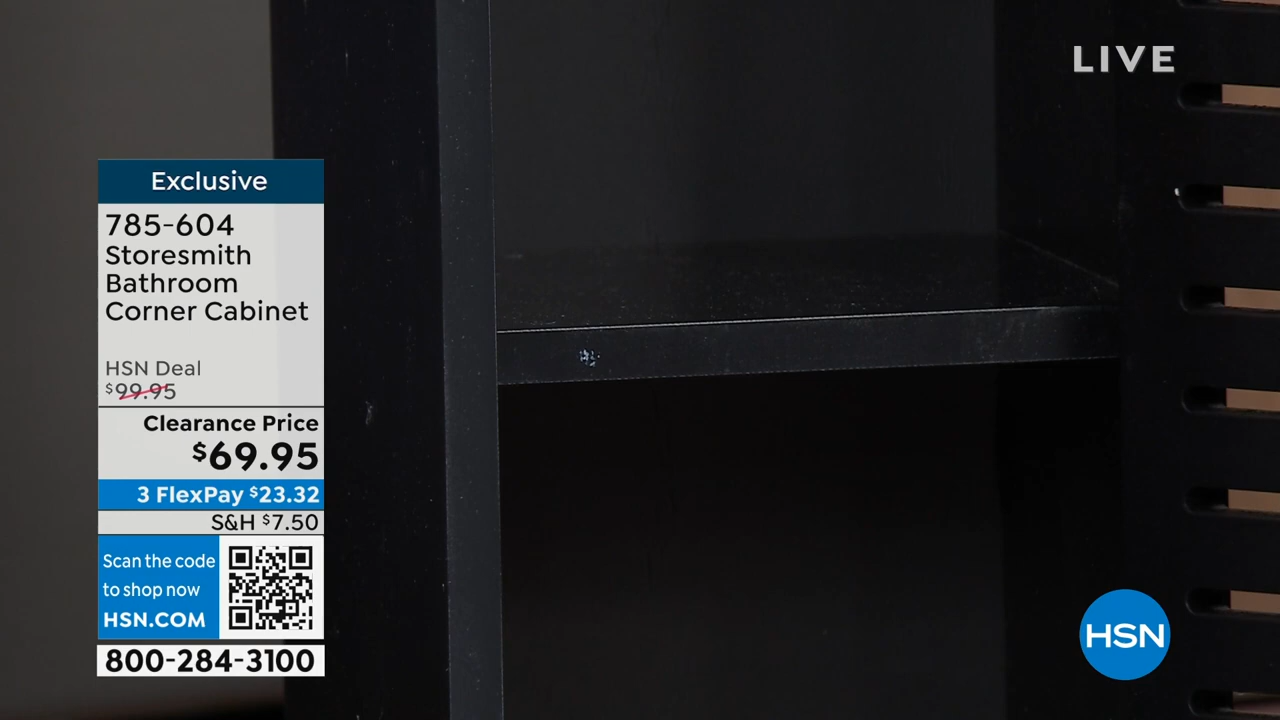 LIVE
Exclusive
785-604
Storesmith
Bathroom
Corner Cabinet
HSN Deal
$99.95
Clearance Price
$69.95
3 FlexPay $23.32
S&H $7.50
Scan the code
to shop now
HSN.COM
800-284-3100
HSN